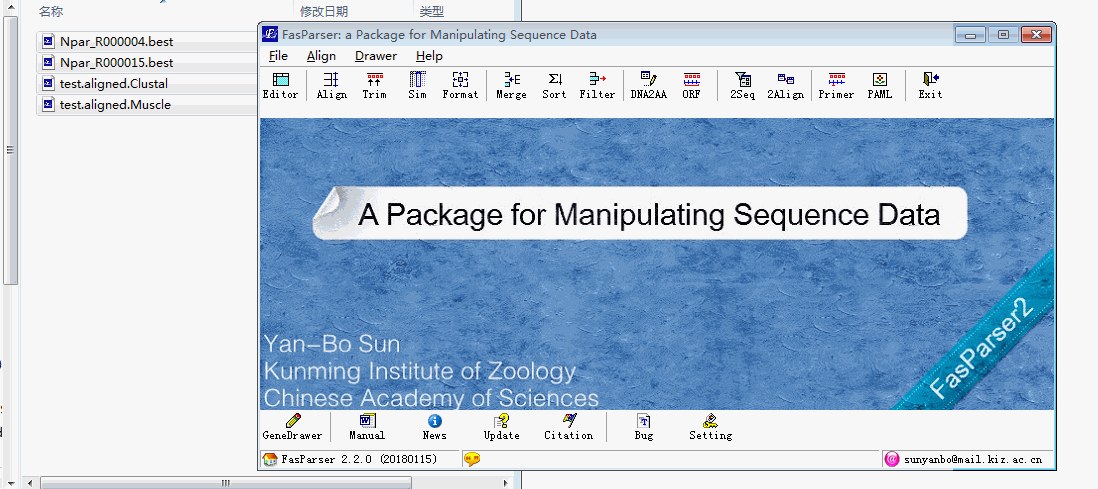 名称 修改日期 类型
Npar_R000004.best
Npar_R000015.best
test.aligned.Clustal
test.aligned.Muscle
FasParser: a Package for Manipulating Sequence Data
File Align Drawer Help
Editor Align Trim Sim Format Merge Sort Filter DNA2AA ORF 2Seq 2Align Primer PAML Exit
A Package for Manipulating Sequence Data
FasParser2
Yan-Bo Sun
Kunming Institute of Zoology
Chinese Academy of Sciences
GeneDrawer Manual News Update Citation Bug Setting
FasParser 2.2.0 (20180115) sunyanbo@mail.kiz.ac.cn